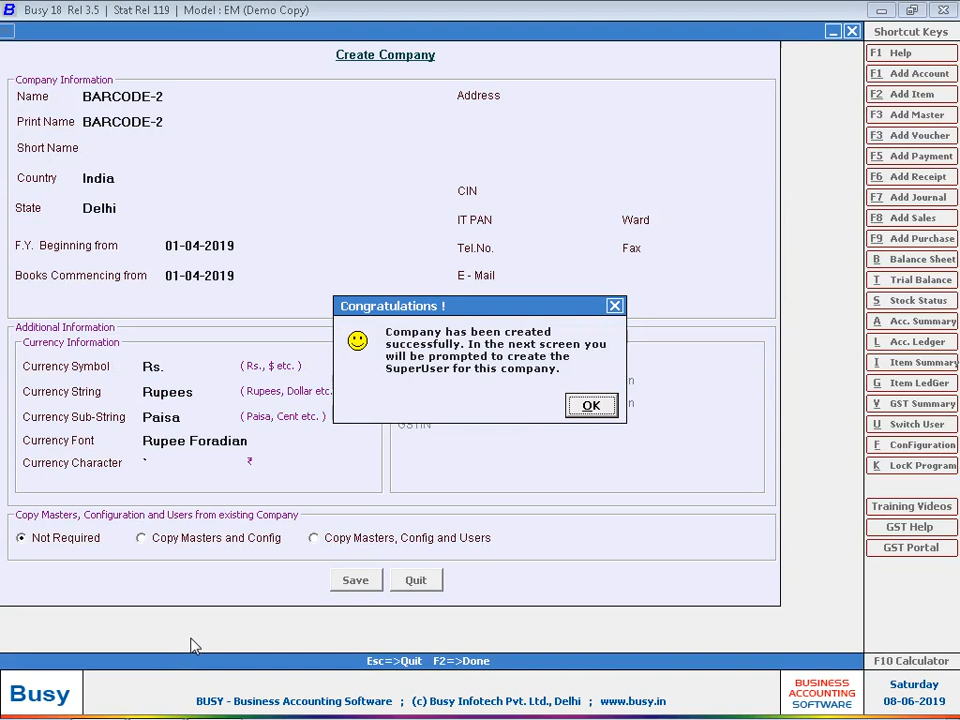 Busy 18 Rel 3.5 | Stat Rel 119 | Model : EM (Demo Copy)
Shortcut Keys
Create Company
Company Information
Name BARCODE-2
Address
Print Name BARCODE-2
Short Name
Country India
CIN
State Delhi
IT PAN Ward
F.Y. Beginning from 01-04-2019
Tel.No. Fax
Books Commencing from 01-04-2019
E - Mail
Additional Information
Currency Information
Currency Symbol Rs. ( Rs., $ etc. )
Currency String Rupees ( Rupees, Dollar etc.
Currency Sub-String Paisa ( Paisa, Cent etc. )
Currency Font Rupee Foradian
Currency Character ` ₹
GSTIN
Congratulations !
Company has been created
successfully. In the next screen you
will be prompted to create the
SuperUser for this company.
OK
Copy Masters, Configuration and Users from existing Company
Not Required Copy Masters and Config Copy Masters, Config and Users
Save Quit
F1 Help
F1 Add Account
F2 Add Item
F3 Add Master
F3 Add Voucher
F5 Add Payment
F6 Add Receipt
F7 Add Journal
F8 Add Sales
F9 Add Purchase
B Balance Sheet
T Trial Balance
S Stock Status
A Acc. Summary
L Acc. Ledger
I Item Summary
G Item LedGer
Y GST Summary
U Switch User
F Configuration
K LocK Program
Training Videos
GST Help
GST Portal
Esc=>Quit F2=>Done
F10 Calculator
Busy
BUSY - Business Accounting Software ; (c) Busy Infotech Pvt. Ltd., Delhi ; www.busy.in
BUSINESS
ACCOUNTING
SOFTWARE
Saturday
08-06-2019